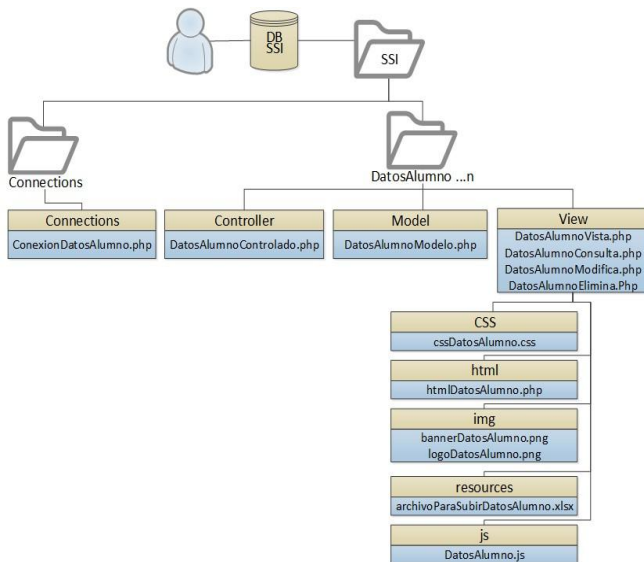 DB
SSI
SSI
Connections
DatosAlumno ...n
Connections
ConexionDatosAlumno.php
Controller
DatosAlumnoControlado.php
Model
DatosAlumnoModelo.php
View
DatosAlumnoVista.php
DatosAlumnoConsulta.php
DatosAlumnoModifica.php
DatosAlumnoElimina.Php
CSS
cssDatosAlumno.css
html
htmlDatosAlumno.php
img
bannerDatosAlumno.png
logoDatosAlumno.png
resources
archivoParaSubirDatosAlumno.xlsx
js
DatosAlumno.js